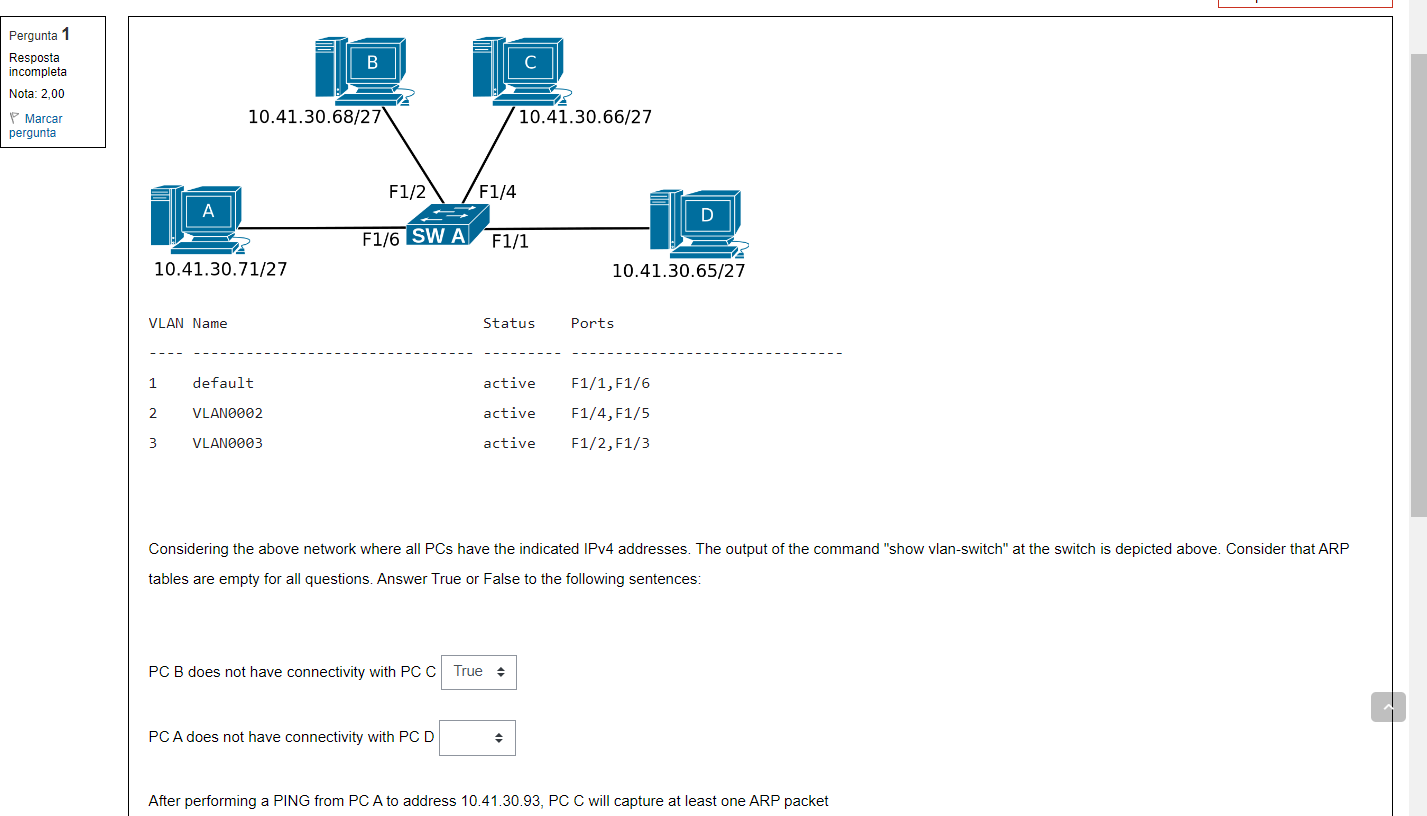 Pergunta 1
Resposta
incompleta
Nota: 2,00
Marcar
pergunta
B
C
10.41.30.68/27
10.41.30.66/27
F1/2
F1/4
A
D
F1/6
SW A
F1/1
10.41.30.71/27
10.41.30.65/27
VLAN Name Status Ports
---- -------------------------------- --------- -------------------------------
1 default active F1/1,F1/6
2 VLAN0002 active F1/4,F1/5
3 VLAN0003 active F1/2,F1/3
Considering the above network where all PCs have the indicated IPv4 addresses. The output of the command "show vlan-switch" at the switch is depicted above. Consider that ARP
tables are empty for all questions. Answer True or False to the following sentences:
PC B does not have connectivity with PC C True
PC A does not have connectivity with PC D
After performing a PING from PC A to address 10.41.30.93, PC C will capture at least one ARP packet